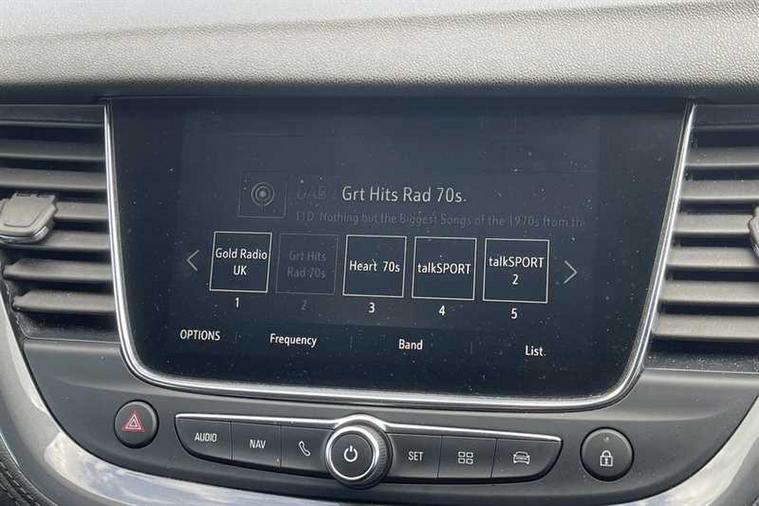 DAB Grt Hits Rad 70s.
11D Nothing but the Biggest Songs of the 1970s from th
Gold Radio
UK
Grt Hits
Rad 70s
Heart 70s
talkSPORT
talkSPORT
2
1 2 3 4 5
OPTIONS Frequency Band List
AUDIO NAV SET